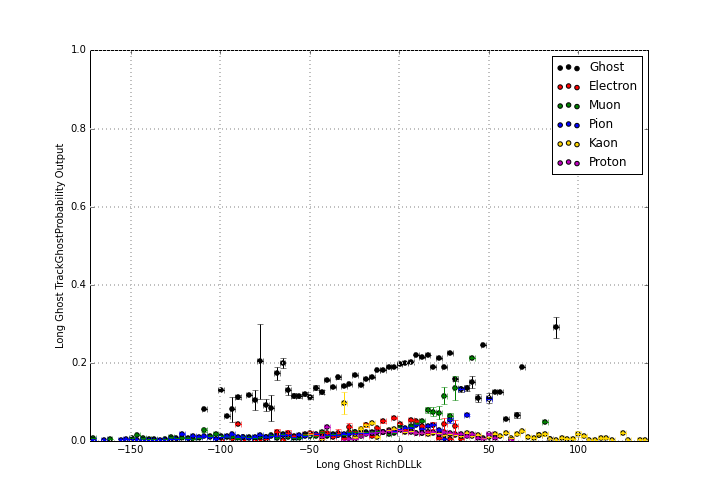 1.0
0.8
0.6
0.4
0.2
0.0
Long Ghost TrackGhostProbability Output
−150
−100
−50
0
50
100
Long Ghost RichDLLk
Ghost
Electron
Muon
Pion
Kaon
Proton